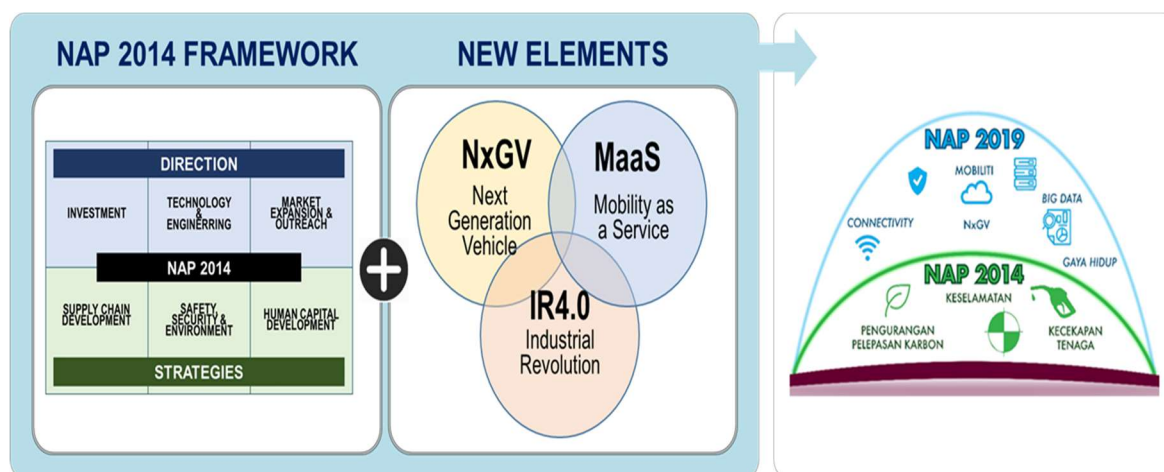 NAP 2014 FRAMEWORK
DIRECTION
INVESTMENT
TECHNOLOGY
&
ENGINERRING
MARKET
EXPANSION &
OUTREACH
NAP 2014
SUPPLY CHAIN
DEVELOPMENT
SAFETY,
SECURITY &
ENVIRONMENT
HUMAN CAPITAL
DEVELOPMENT
STRATEGIES
NEW ELEMENTS
NxGV
Next
Generation
Vehicle
MaaS
Mobility as
a Service
IR4.0
Industrial
Revolution
NAP 2019
MOBILITI
NxGV
BIG DATA
CONNECTIVITY
GAYA HIDUP
NAP 2014
KESELAMATAN
PENGURANGAN
PELEPASAN KARBON
KECEKAPAN
TENAGA